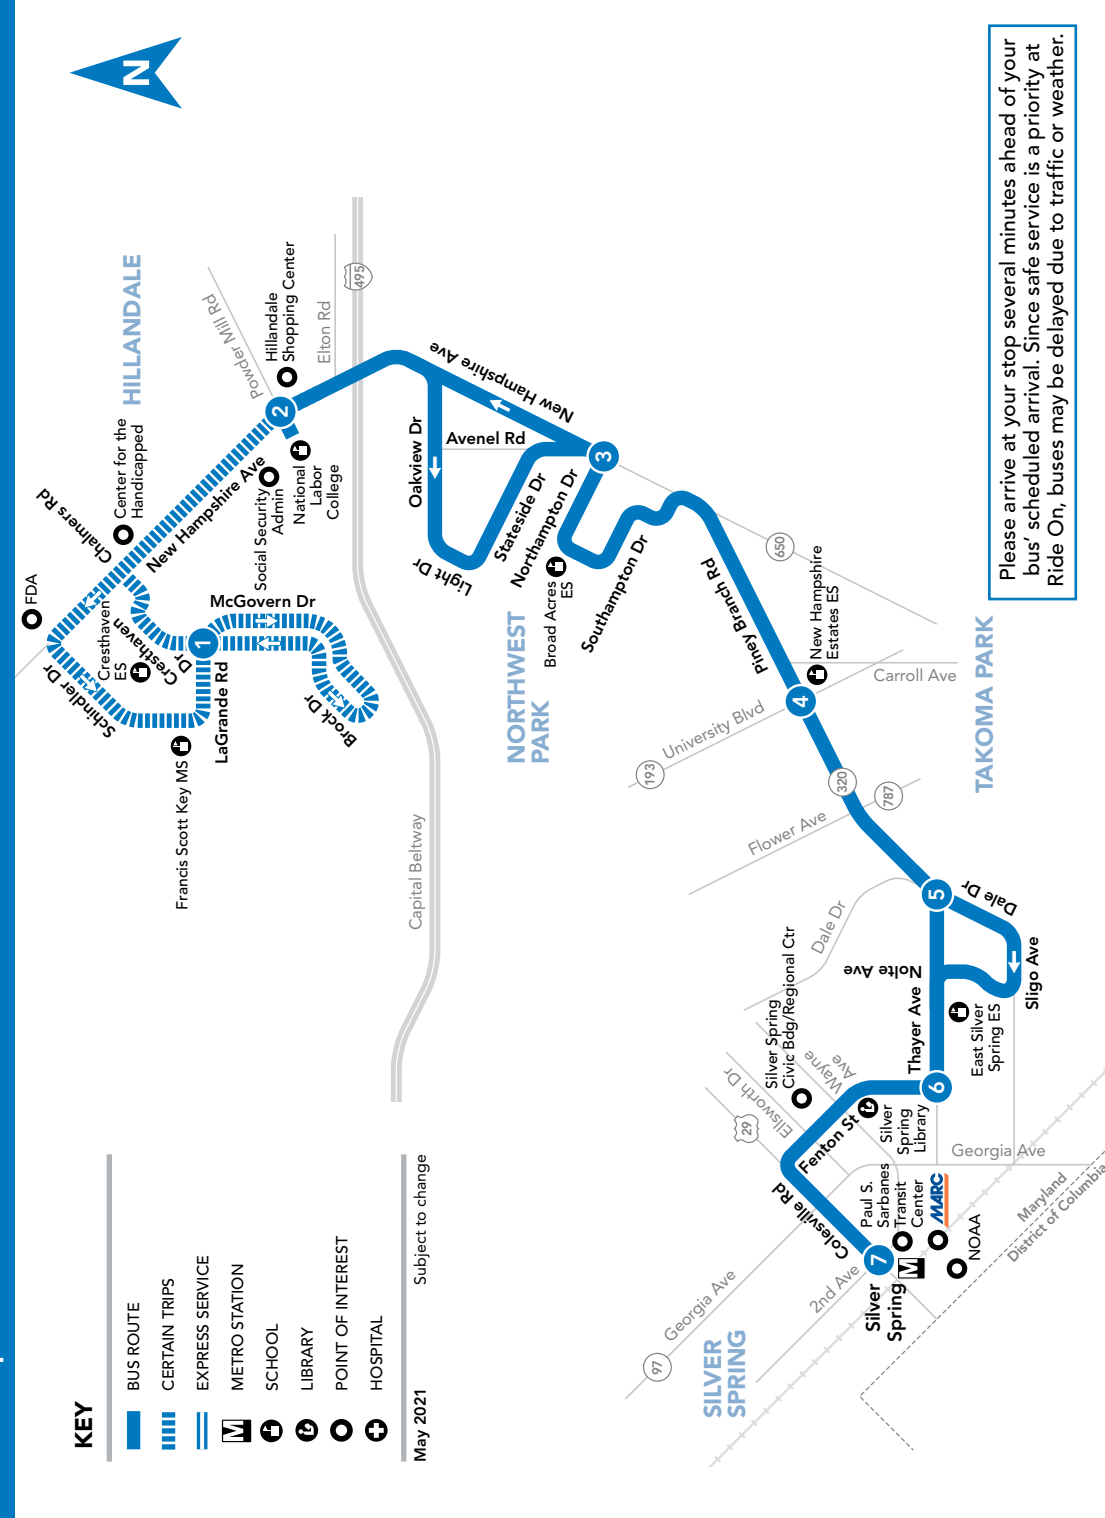 KEY
BUS ROUTE
CERTAIN TRIPS
EXPRESS SERVICE
M METRO STATION
SCHOOL
LIBRARY
POINT OF INTEREST
HOSPITAL
May 2021
Subject to change
N
HILLANDALE
FDA
Chalmers Rd
Center for the
Handicapped
Powder Mill Rd
Hillandale
Shopping Center
Elton Rd
495
2
New Hampshire Ave
Social Security
Admin
National
Labor
College
Schindler Dr
Cresthaven
ES
Cresthaven
Dr
1
McGovern Dr
LaGrande Rd
Brock Dr
Francis Scott Key MS
Capital Beltway
New Hampshire Ave
Oakview Dr
Avenel Rd
Light Dr
Stateside Dr
Northampton Dr
3
Broad Acres
ES
Southampton Dr
NORTHWEST
PARK
650
Piney Branch Rd
New Hampshire
Estates ES
Carroll Ave
4
University Blvd
193
TAKOMA PARK
320
787
Flower Ave
Dale Dr
5
Dale Dr
Sligo Ave
Nolte Ave
Thayer Ave
East Silver
Spring ES
6
Silver Spring
Civic Bdg/Regional Ctr
Wayne
Ave
Ellsworth Dr
29
Fenton St
Silver
Spring
Library
Georgia Ave
Colesville Rd
Paul S.
Sarbanes
Transit
Center
MARC
NOAA
7
M
Silver
Spring
2nd Ave
Georgia Ave
97
SILVER
SPRING
Maryland
District of Columbia
Please arrive at your stop several minutes ahead of your
bus’ scheduled arrival. Since safe service is a priority at
Ride On, buses may be delayed due to traffic or weather.